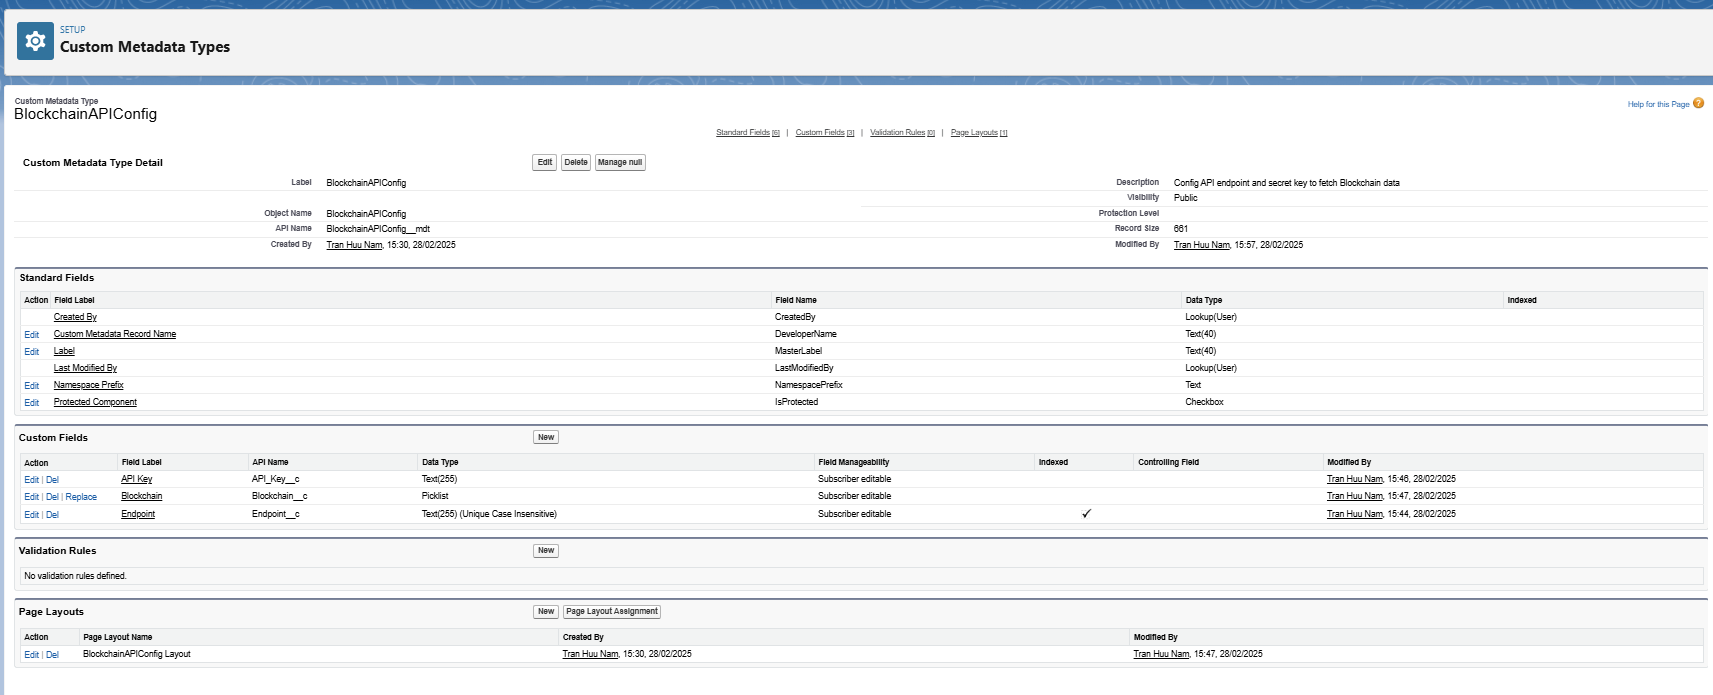 SETUP
Custom Metadata Types
Custom Metadata Type
BlockchainAPIConfig
Help for this Page ?
Standard Fields [6] | Custom Fields [3] | Validation Rules [0] | Page Layouts [1]
Custom Metadata Type Detail Edit Delete Manage null
Label BlockchainAPIConfig Description Config API endpoint and secret key to fetch Blockchain data
Visibility Public
Object Name BlockchainAPIConfig Protection Level
API Name BlockchainAPIConfig__mdt Record Size 661
Created By Tran Huu Nam, 15:30, 28/02/2025 Modified By Tran Huu Nam, 15:57, 28/02/2025
Standard Fields
Action Field Label Field Name Data Type Indexed
Created By CreatedBy Lookup(User)
Edit Custom Metadata Record Name DeveloperName Text(40)
Edit Label MasterLabel Text(40)
Last Modified By LastModifiedBy Lookup(User)
Edit Namespace Prefix NamespacePrefix Text
Edit Protected Component IsProtected Checkbox
Custom Fields New
Action Field Label API Name Data Type Field Manageability Indexed Controlling Field Modified By
Edit | Del API Key API_Key__c Text(255) Subscriber editable Tran Huu Nam, 15:46, 28/02/2025
Edit | Del | Replace Blockchain Blockchain__c Picklist Subscriber editable Tran Huu Nam, 15:47, 28/02/2025
Edit | Del Endpoint Endpoint__c Text(255) (Unique Case Insensitive) Subscriber editable ✓ Tran Huu Nam, 15:44, 28/02/2025
Validation Rules New
No validation rules defined.
Page Layouts New Page Layout Assignment
Action Page Layout Name Created By Modified By
Edit | Del BlockchainAPIConfig Layout Tran Huu Nam, 15:30, 28/02/2025 Tran Huu Nam, 15:47, 28/02/2025